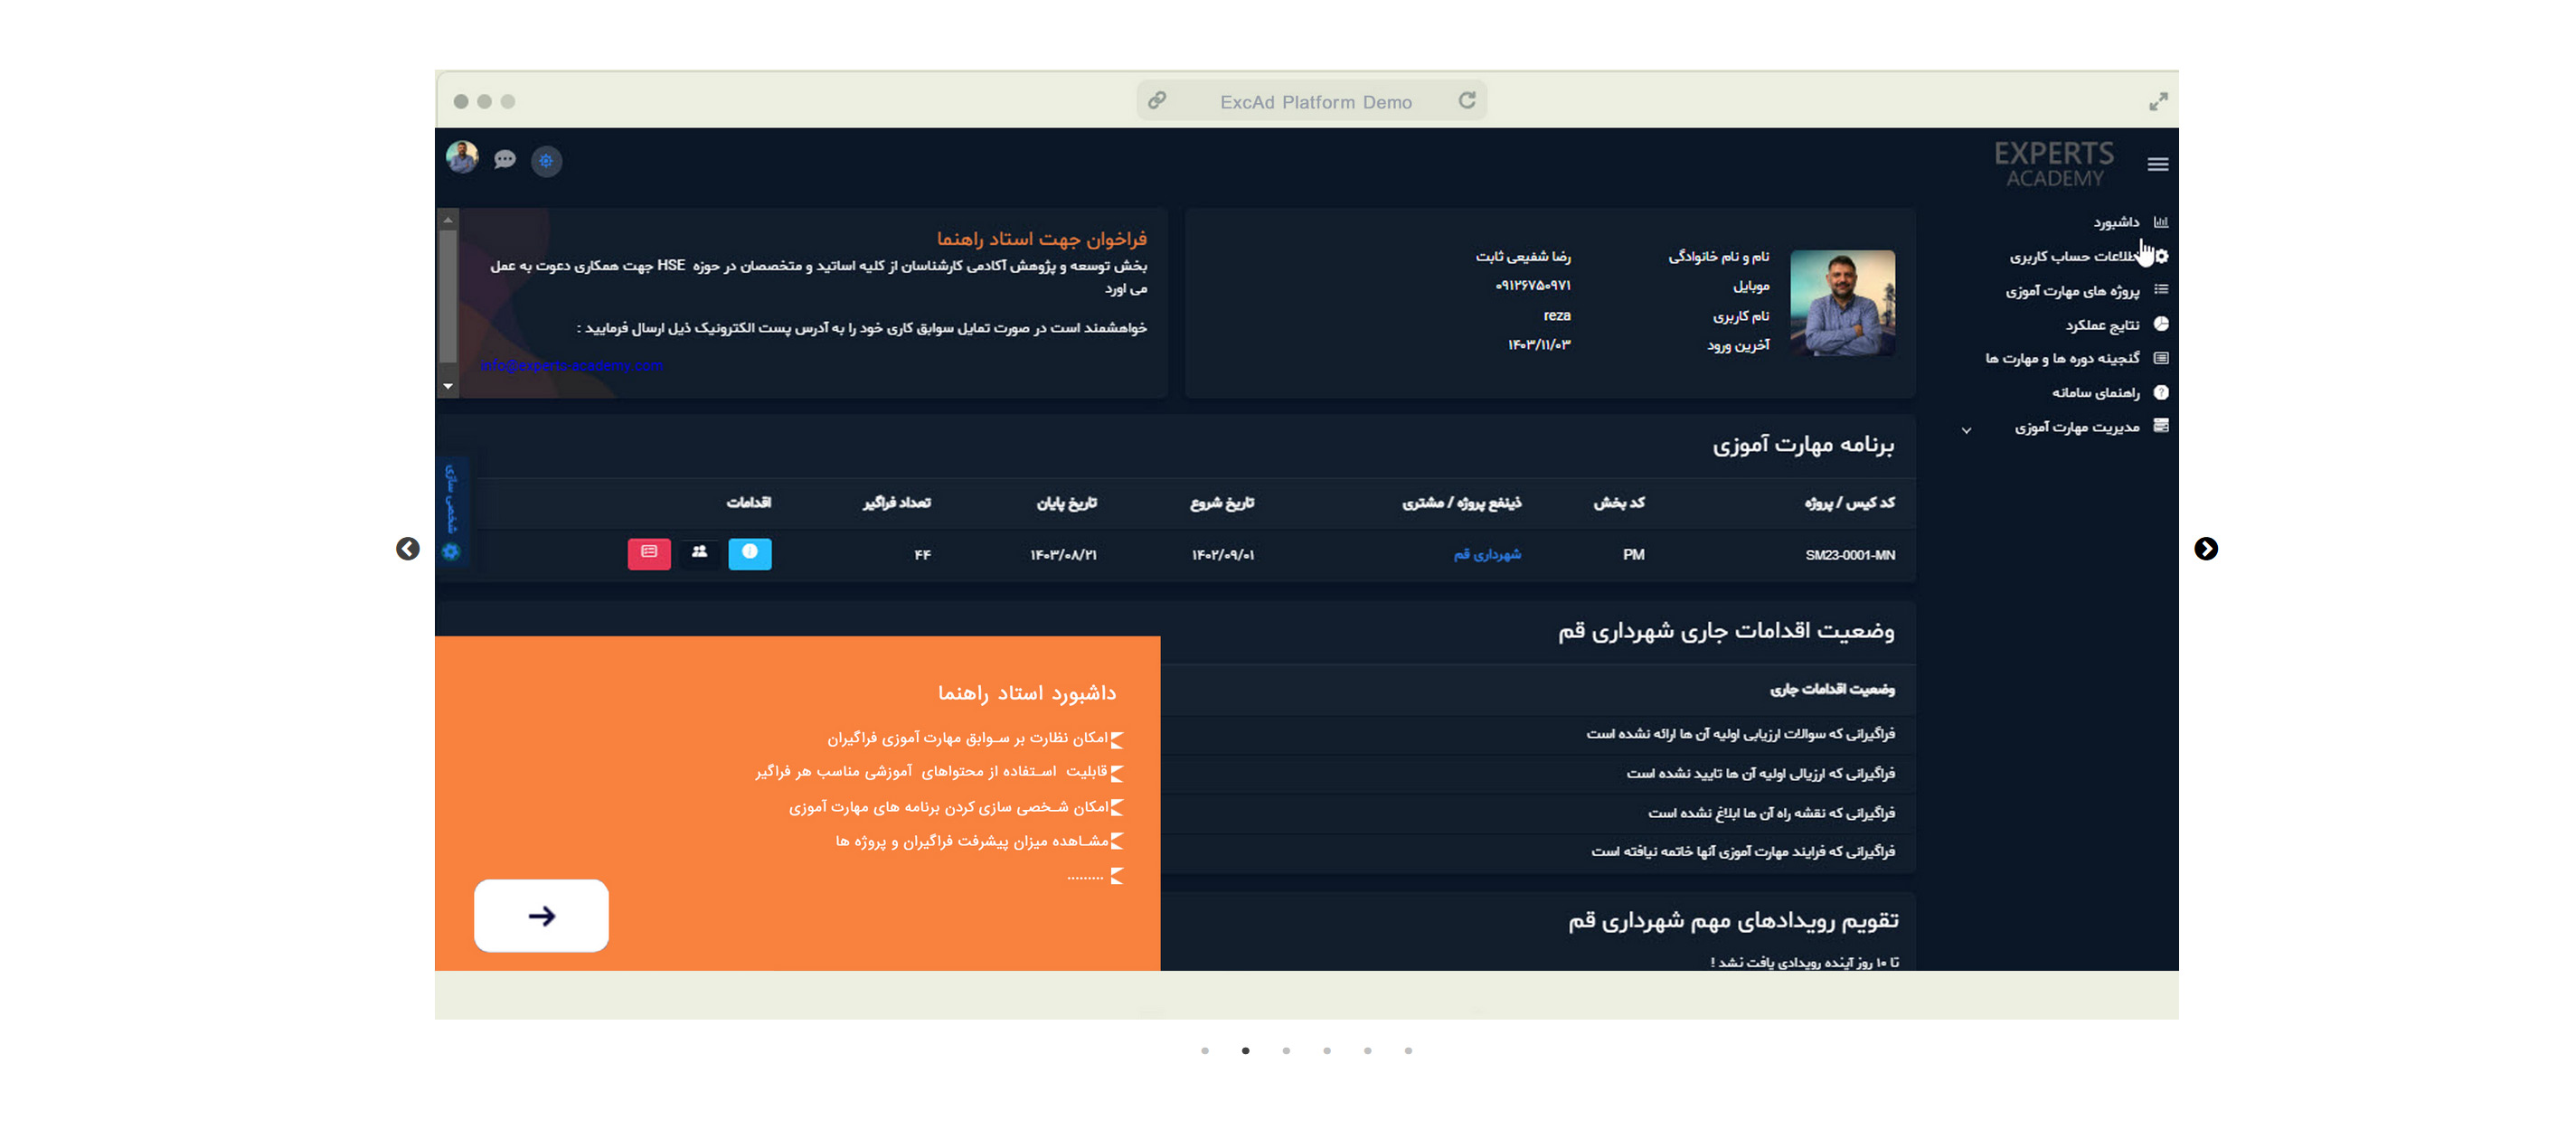 ExcAd Platform Demo
EXPERTS
ACADEMY
داشبورد
اطلاعات حساب کاربری
پروژه های مهارت آموزی
نتایج عملکرد
گنجینه دوره ها و مهارت ها
راهنمای سامانه
مدیریت مهارت آموزی
نام و نام خانوادگی رضا شفیعی ثابت
موبایل ۰۹۱۲۶۷۵۰۹۷۱
نام کاربری reza
آخرین ورود ۱۴۰۳/۱۱/۰۳
فراخوان جهت استاد راهنما
بخش توسعه و پژوهش آکادمی کارشناسان از کلیه اساتید و متخصصان در حوزه HSE جهت همکاری دعوت به عمل
می اورد
خواهشمند است در صورت تمایل سوابق کاری خود را به آدرس پست الکترونیک ذیل ارسال فرمایید :
info@experts-academy.com
برنامه مهارت آموزی
کد کیس / پروژه کد بخش ذینفع پروژه / مشتری تاریخ شروع تاریخ پایان تعداد فراگیر اقدامات
SM23-0001-MN PM شهرداری قم ۱۴۰۲/۰۹/۰۱ ۱۴۰۳/۰۸/۲۱ ۴۴
شخصی سازی
وضعیت اقدامات جاری شهرداری قم
وضعیت اقدامات جاری
فراگیرانی که سوالات ارزیابی اولیه آن ها ارائه نشده است
فراگیرانی که ارزیالی اولیه آن ها تایید نشده است
فراگیرانی که نقشه راه آن ها ابلاغ نشده است
فراگیرانی که فرایند مهارت آموزی آنها خاتمه نیافته است
تقویم رویدادهای مهم شهرداری قم
تا ۱۰ روز آینده رویدادی یافت نشد !
داشبورد استاد راهنما
امکان نظارت بر سـوابق مهارت آموزی فراگیران
قابلیت اسـتفاده از محتواهای آموزشی مناسب هر فراگیر
امکان شـخصی سازی کردن برنامه های مهارت آموزی
مشـاهده میزان پیشرفت فراگیران و پروژه ها
.........